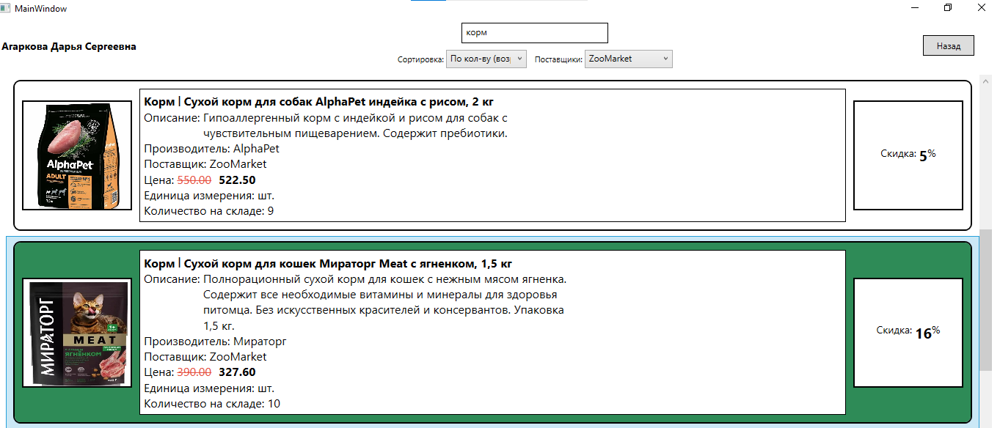 MainWindow
корм
Агаркова Дарья Сергеевна
Назад
Сортировка: По кол-ву (воз Поставщики: ZooMarket
Корм | Сухой корм для собак AlphaPet индейка с рисом, 2 кг
Описание: Гипоаллергенный корм с индейкой и рисом для собак с
чувствительным пищеварением. Содержит пребиотики.
Производитель: AlphaPet
Поставщик: ZooMarket
Цена: 550.00 522.50
Единица измерения: шт.
Количество на складе: 9
AlphaPet
ADULT
Скидка: 5%
Корм | Сухой корм для кошек Мираторг Meat с ягненком, 1,5 кг
Описание: Полнорационный сухой корм для кошек с нежным мясом ягненка.
Содержит все необходимые витамины и минералы для здоровья
питомца. Без искусственных красителей и консервантов. Упаковка
1,5 кг.
Производитель: Мираторг
Поставщик: ZooMarket
Цена: 390.00 327.60
Единица измерения: шт.
Количество на складе: 10
МИРАТОРГ
1+
MEAT
ЯГНЁНКОМ
Скидка: 16%